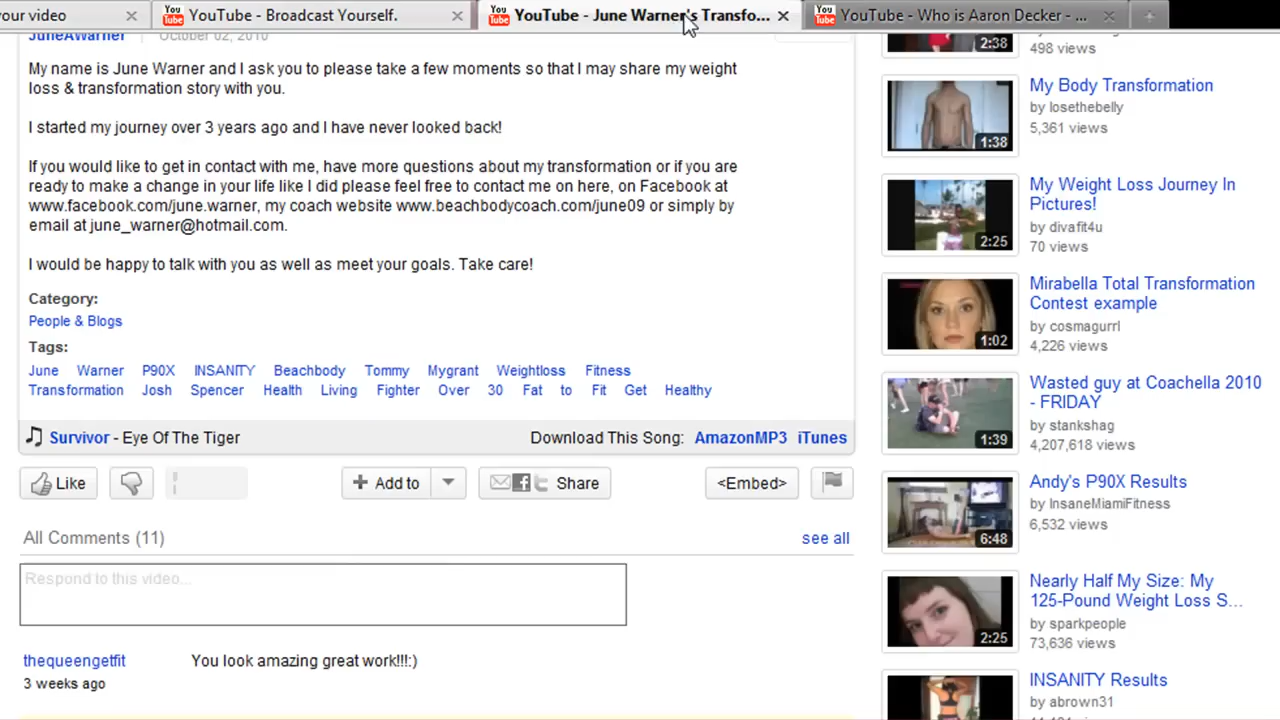 your video
YouTube - Broadcast Yourself.
YouTube - June Warner's Transfo...
YouTube - Who is Aaron Decker - ...
JuneAWarner
October 02, 2010
My name is June Warner and I ask you to please take a few moments so that I may share my weight
loss & transformation story with you.
I started my journey over 3 years ago and I have never looked back!
If you would like to get in contact with me, have more questions about my transformation or if you are
ready to make a change in your life like I did please feel free to contact me on here, on Facebook at
www.facebook.com/june.warner, my coach website www.beachbodycoach.com/june09 or simply by
email at june_warner@hotmail.com.
I would be happy to talk with you as well as meet your goals. Take care!
Category:
People & Blogs
Tags:
June Warner P90X INSANITY Beachbody Tommy Mygrant Weightloss Fitness
Transformation Josh Spencer Health Living Fighter Over 30 Fat to Fit Get Healthy
Survivor - Eye Of The Tiger
Download This Song: AmazonMP3 iTunes
Like
Add to
Share
<Embed>
All Comments (11)
see all
Respond to this video...
thequeengetfit
You look amazing great work!!!:)
3 weeks ago
2:38
498 views
1:38
My Body Transformation
by losethebelly
5,361 views
2:25
My Weight Loss Journey In
Pictures!
by divafit4u
70 views
1:02
Mirabella Total Transformation
Contest example
by cosmagurrl
4,226 views
1:39
Wasted guy at Coachella 2010
- FRIDAY
by stankshag
4,207,618 views
6:48
Andy's P90X Results
by InsaneMiamiFitness
6,532 views
2:25
Nearly Half My Size: My
125-Pound Weight Loss S...
by sparkpeople
73,636 views
INSANITY Results
by abrown31